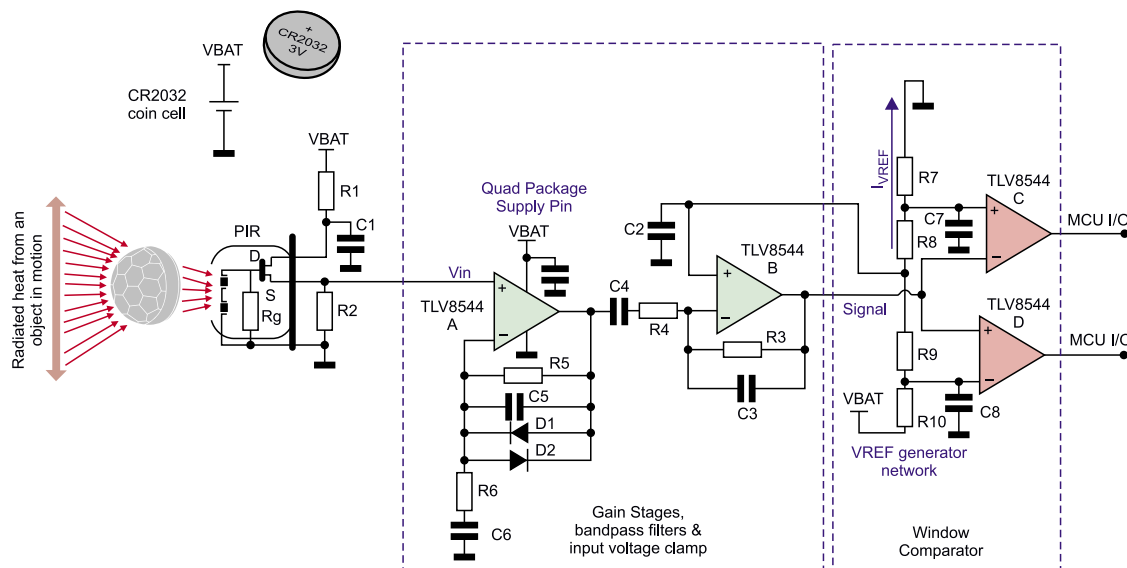 CR2032
3V
+
VBAT
CR2032
coin cell
Radiated heat from an
object in motion
PIR
D
S
Rg
VBAT
R1
C1
R2
Vin
Quad Package
Supply Pin
VBAT
+
−
TLV8544
A
R5
C5
D1
D2
R6
C6
C4
R4
C2
+
−
TLV8544
B
R3
C3
Gain Stages,
bandpass filters &
input voltage clamp
Signal
IVREF
R7
C7
R8
R9
VBAT
R10
C8
VREF generator
network
TLV8544
C
+
−
MCU I/O
TLV8544
D
+
−
MCU I/O
Window
Comparator